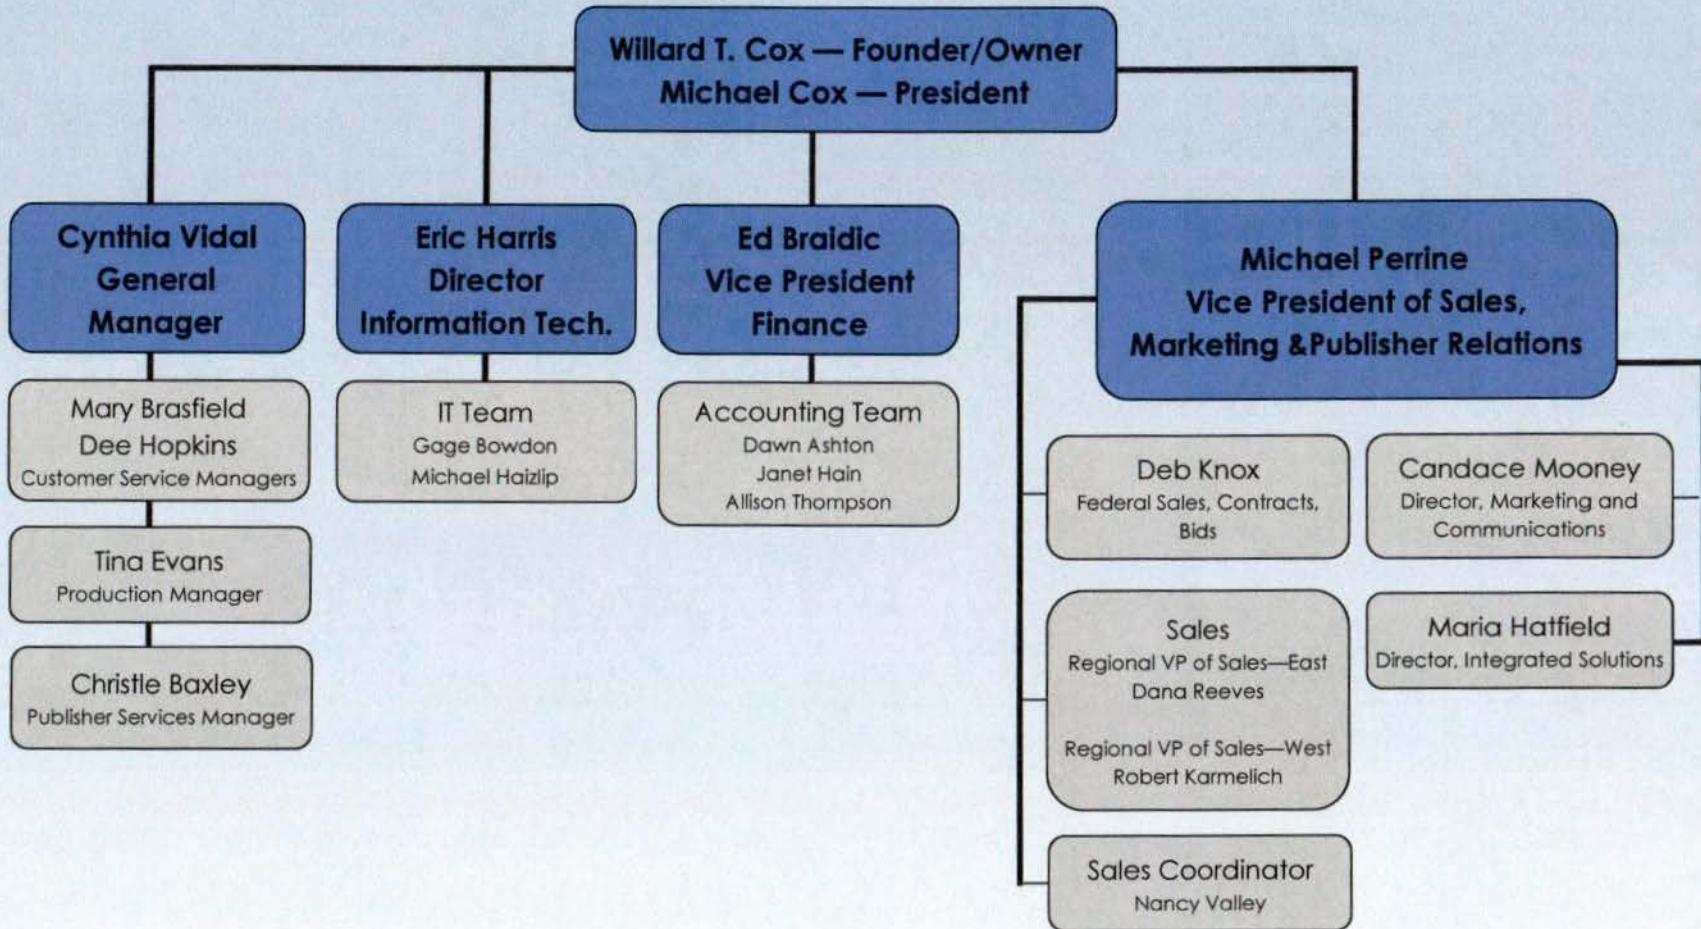 Willard T. Cox — Founder/Owner
Michael Cox — President
Cynthia Vidal
General
Manager
Mary Brasfield
Dee Hopkins
Customer Service Managers
Tina Evans
Production Manager
Christle Baxley
Publisher Services Manager
Eric Harris
Director
Information Tech.
IT Team
Gage Bowdon
Michael Haizlip
Ed Braidic
Vice President
Finance
Accounting Team
Dawn Ashton
Janet Hain
Allison Thompson
Michael Perrine
Vice President of Sales,
Marketing &Publisher Relations
Deb Knox
Federal Sales, Contracts,
Bids
Sales
Regional VP of Sales—East
Dana Reeves
Regional VP of Sales—West
Robert Karmelich
Sales Coordinator
Nancy Valley
Candace Mooney
Director, Marketing and
Communications
Maria Hatfield
Director, Integrated Solutions